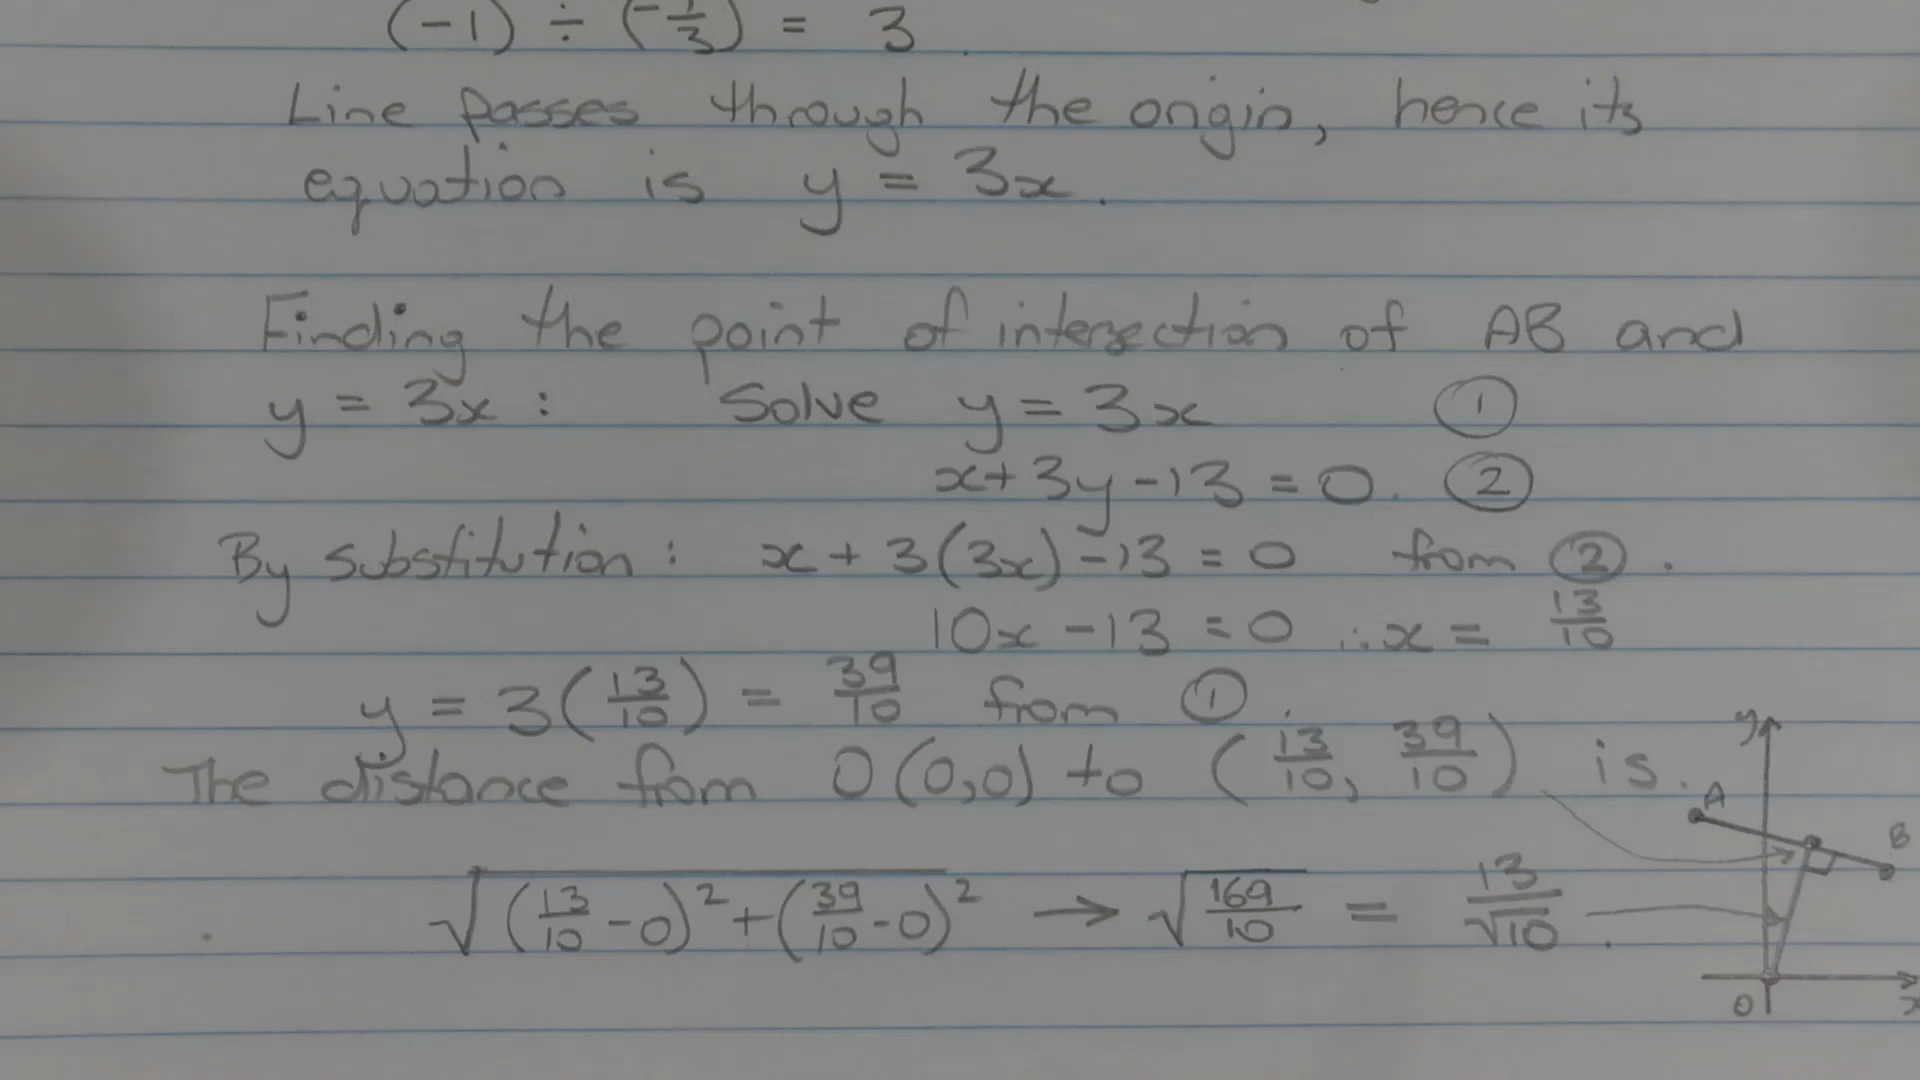 (-1) ÷ (-1/3) = 3.
Line passes through the origin, hence its
equation is y = 3x.
Finding the point of intersection of AB and
y = 3x : Solve y = 3x ①
x+3y-13 = 0. ②
By substitution : x + 3(3x) -13 = 0 from ②.
10x -13 = 0 ∴x = 13/10
y = 3(13/10) = 39/10 from ①
The distance from O(0,0) to (13/10, 39/10) is.
√((13/10 -0)² + (39/10 -0)²) → √(169/10) = 13/√10.
y
A
B
O
x